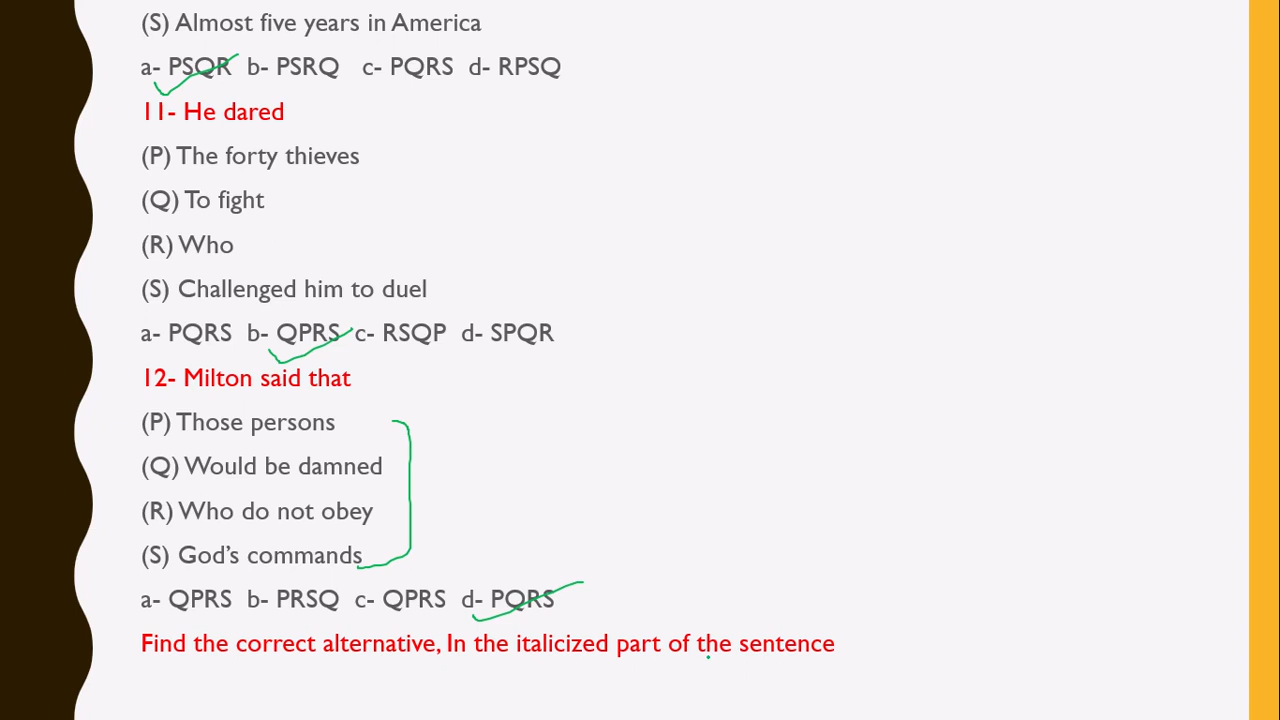 (S) Almost five years in America
a- PSQR b- PSRQ c- PQRS d- RPSQ
11- He dared
(P) The forty thieves
(Q) To fight
(R) Who
(S) Challenged him to duel
a- PQRS b- QPRS c- RSQP d- SPQR
12- Milton said that
(P) Those persons
(Q) Would be damned
(R) Who do not obey
(S) God's commands
a- QPRS b- PRSQ c- QPRS d- PQRS
Find the correct alternative, In the italicized part of the sentence